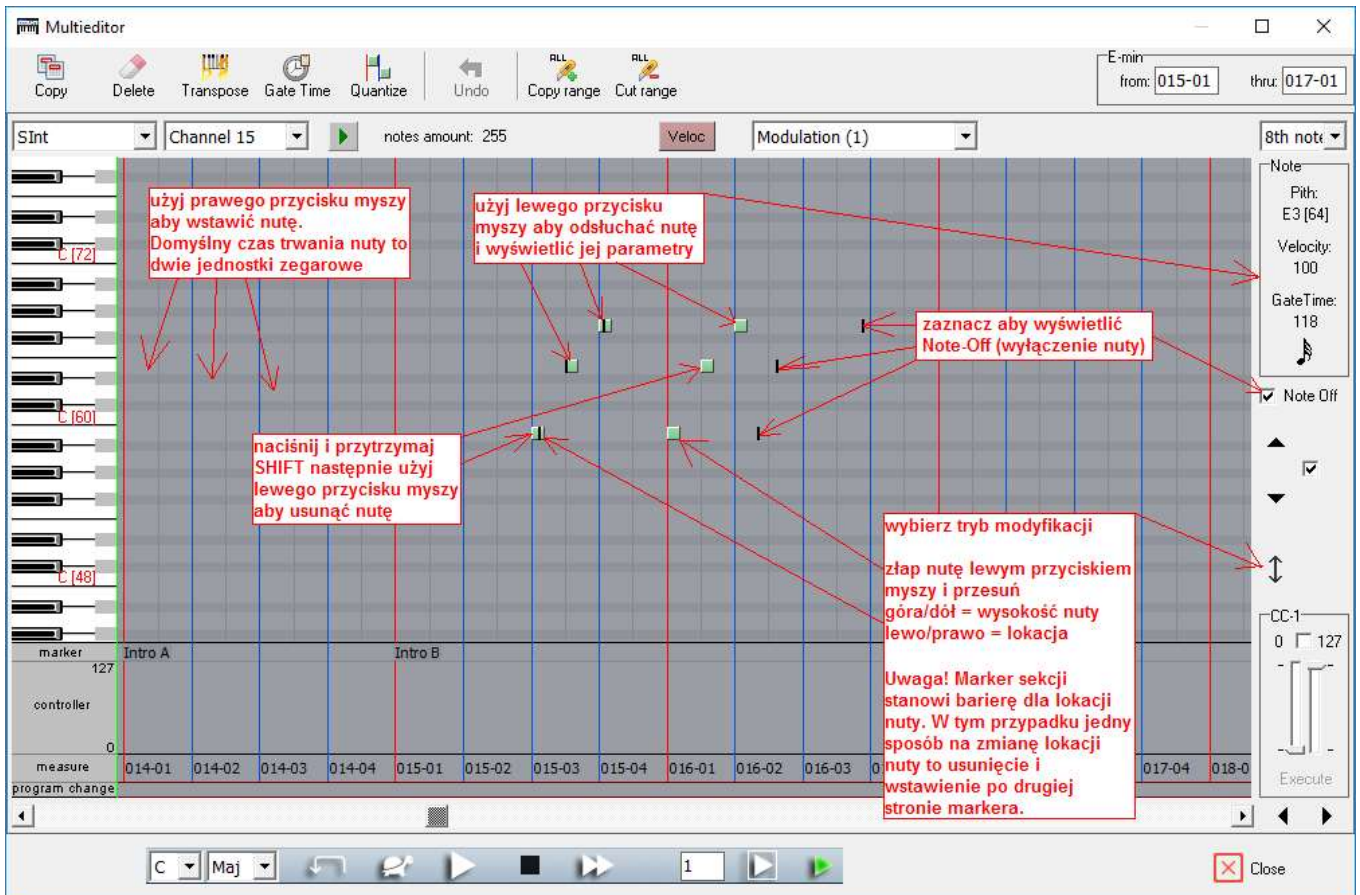 Multieditor
Copy Delete Transpose Gate Time Quantize Undo ALL Copy range ALL Cut range
E-min
from: 015-01 thru: 017-01
SInt Channel 15 notes amount: 255 Veloc Modulation (1) 8th note
Note
Pith:
E3 [64]
Velocity:
100
GateTime:
118
Note Off
C [72]
C [60]
C [48]
użyj prawego przycisku myszy
aby wstawić nutę.
Domyślny czas trwania nuty to
dwie jednostki zegarowe
użyj lewego przycisku
myszy aby odsłuchać nutę
i wyświetlić jej parametry
zaznacz aby wyświetlić
Note-Off (wyłączenie nuty)
naciśnij i przytrzymaj
SHIFT następnie użyj
lewego przycisku myszy
aby usunąć nutę
wybierz tryb modyfikacji
złap nutę lewym przyciskiem
myszy i przesuń
góra/dół = wysokość nuty
lewo/prawo = lokacja
Uwaga! Marker sekcji
stanowi barierę dla lokacji
nuty. W tym przypadku jedny
sposób na zmianę lokacji
nuty to usunięcie i
wstawienie po drugiej
stronie markera.
CC-1
0 127
Execute
marker Intro A Intro B
127
controller
0
measure 014-01 014-02 014-03 014-04 015-01 015-02 015-03 015-04 016-01 016-02 016-03 017-04 018-0
program change
C Maj 1 Close